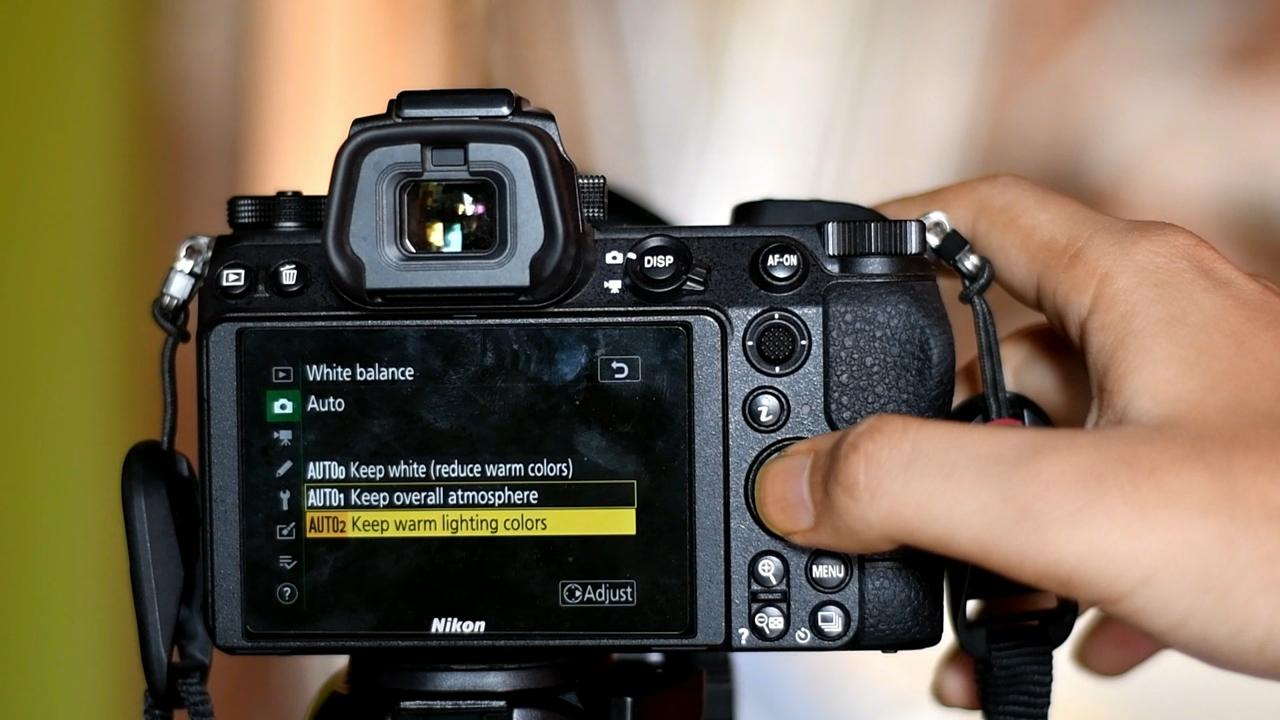 DISP
AF-ON
White balance
Auto
i
AUTO0 Keep white (reduce warm colors)
AUTO1 Keep overall atmosphere
AUTO2 Keep warm lighting colors
?
Adjust
MENU
Nikon
?